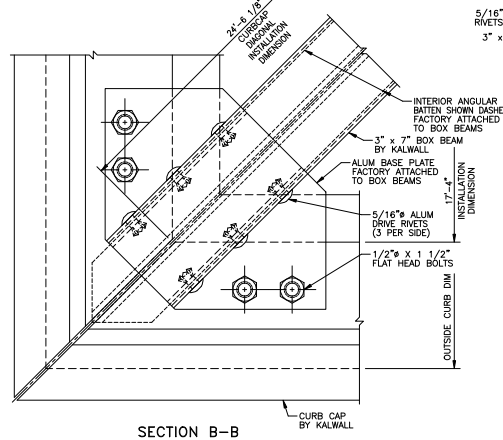 24'-6 1/8"
CURBCAP
DIAGONAL
INSTALLATION
DIMENSION
5/16"
RIVETS
3" x
INTERIOR ANGULAR
BATTEN SHOWN DASHE
FACTORY ATTACHED
TO BOX BEAMS
3" x 7" BOX BEAM
BY KALWALL
ALUM BASE PLATE
FACTORY ATTACHED
TO BOX BEAMS
17'-4"
INSTALLATION
DIMENSION
5/16"ø ALUM
DRIVE RIVETS
(3 PER SIDE)
1/2"ø X 1 1/2"
FLAT HEAD BOLTS
OUTSIDE CURB DIM
CURB CAP
BY KALWALL
SECTION B-B